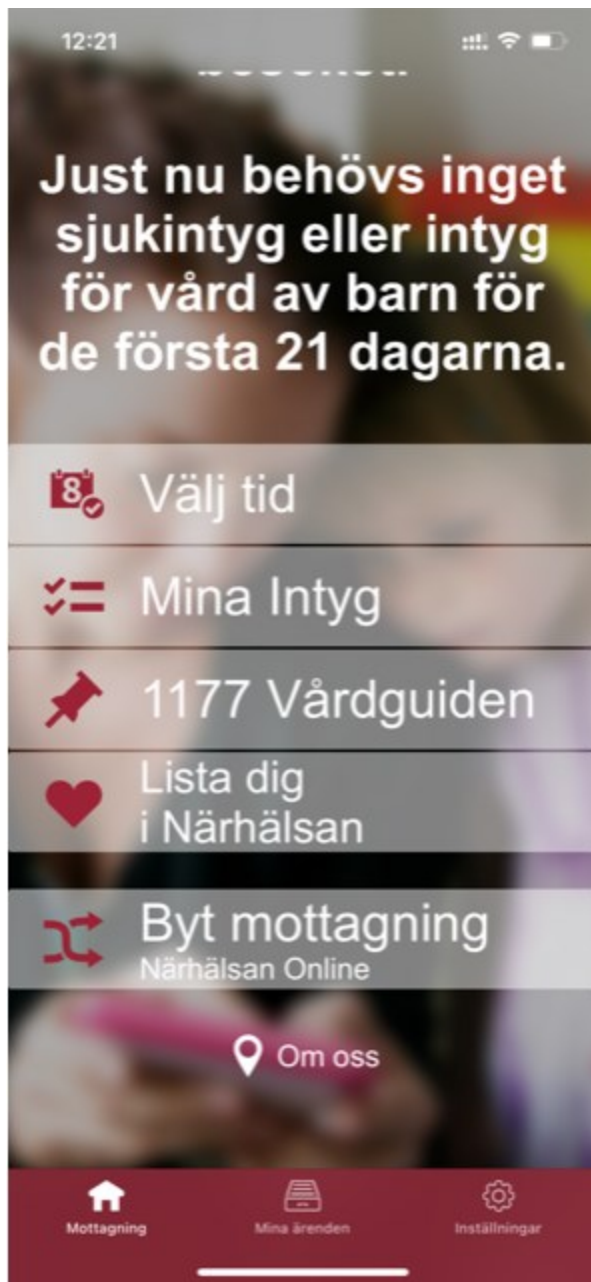 12:21
Just nu behövs inget
sjukintyg eller intyg
för vård av barn för
de första 21 dagarna.
8
Välj tid
Mina Intyg
1177 Vårdguiden
Lista dig
i Närhälsan
Byt mottagning
Närhälsan Online
Om oss
Mottagning
Mina ärenden
Inställningar